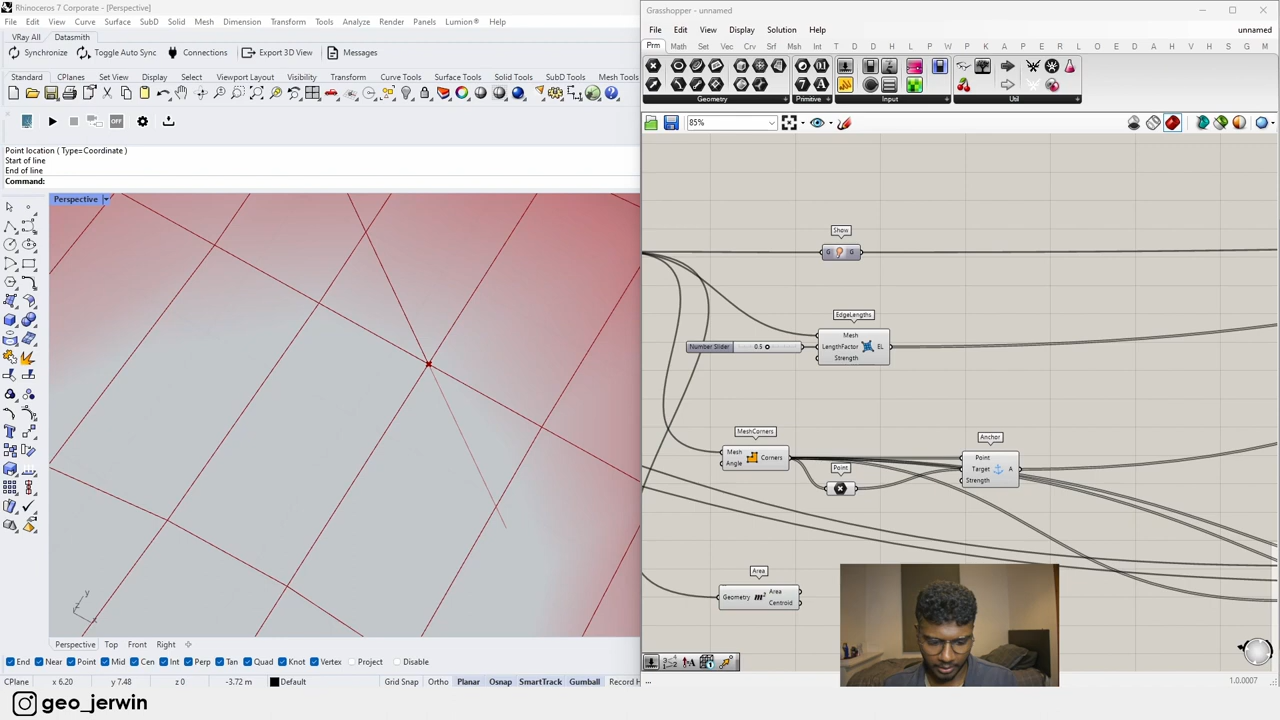 Rhinoceros 7 Corporate - [Perspective]
File Edit View Curve Surface SubD Solid Mesh Dimension Transform Tools Analyze Render Panels Lumion® Help
VRay All Datasmith
Synchronize Toggle Auto Sync Connections Export 3D View Messages
Standard CPlanes Set View Display Select Viewport Layout Visibility Transform Curve Tools Surface Tools Solid Tools SubD Tools Mesh Tools
OFF
Point location ( Type=Coordinate )
Start of line
End of line
Command:
Perspective
y
z
x
Perspective Top Front Right
End Near Point Mid Cen Int Perp Tan Quad Knot Vertex Project Disable
CPlane x 6.20 y 7.48 z 0 -3.72 m Default Grid Snap Ortho Planar Osnap SmartTrack Gumball Record H
geo_jerwin
Grasshopper - unnamed
File Edit View Display Solution Help unnamed
Prm Math Set Vec Crv Srf Msh Int T D D R L P W N P K A H E C R V A H E G S M
Geometry Primitive Input Util
85%
Show
G G
EdgeLengths
Mesh
Number Slider 0.5 LengthFactor EL
Strength
MeshCorners
Mesh
Angle
Corners
Point
Anchor
Point
Target A
Strength
Area
Geometry m² Area
Centroid
...
1.0.0007